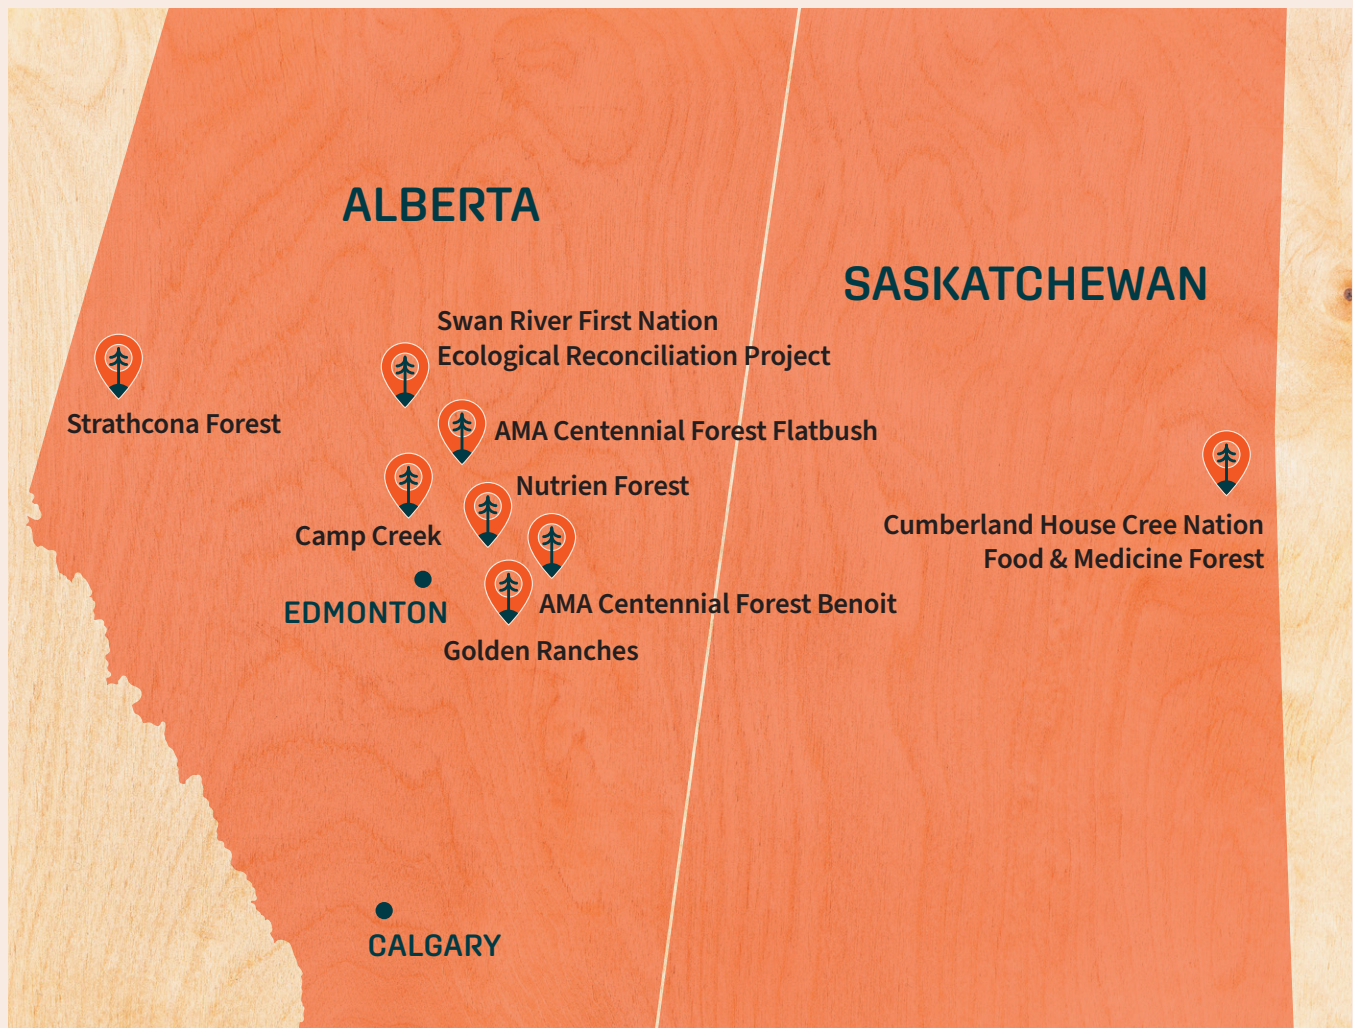 ALBERTA
SASKATCHEWAN
Swan River First Nation
Ecological Reconciliation Project
Strathcona Forest
AMA Centennial Forest Flatbush
Nutrien Forest
Camp Creek
Cumberland House Cree Nation
Food & Medicine Forest
EDMONTON
AMA Centennial Forest Benoit
Golden Ranches
CALGARY